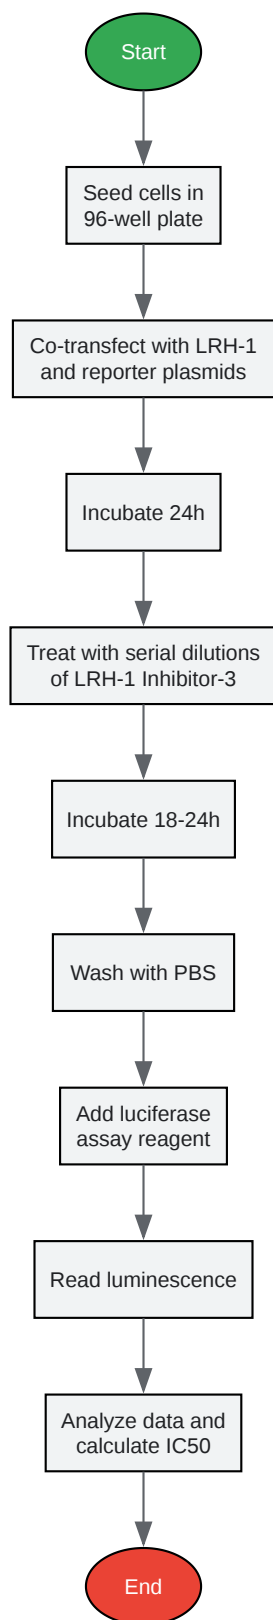 Start
Seed cells in
96-well plate
Co-transfect with LRH-1
and reporter plasmids
Incubate 24h
Treat with serial dilutions
of LRH-1 Inhibitor-3
Incubate 18-24h
Wash with PBS
Add luciferase
assay reagent
Read luminescence
Analyze data and
calculate IC50
End